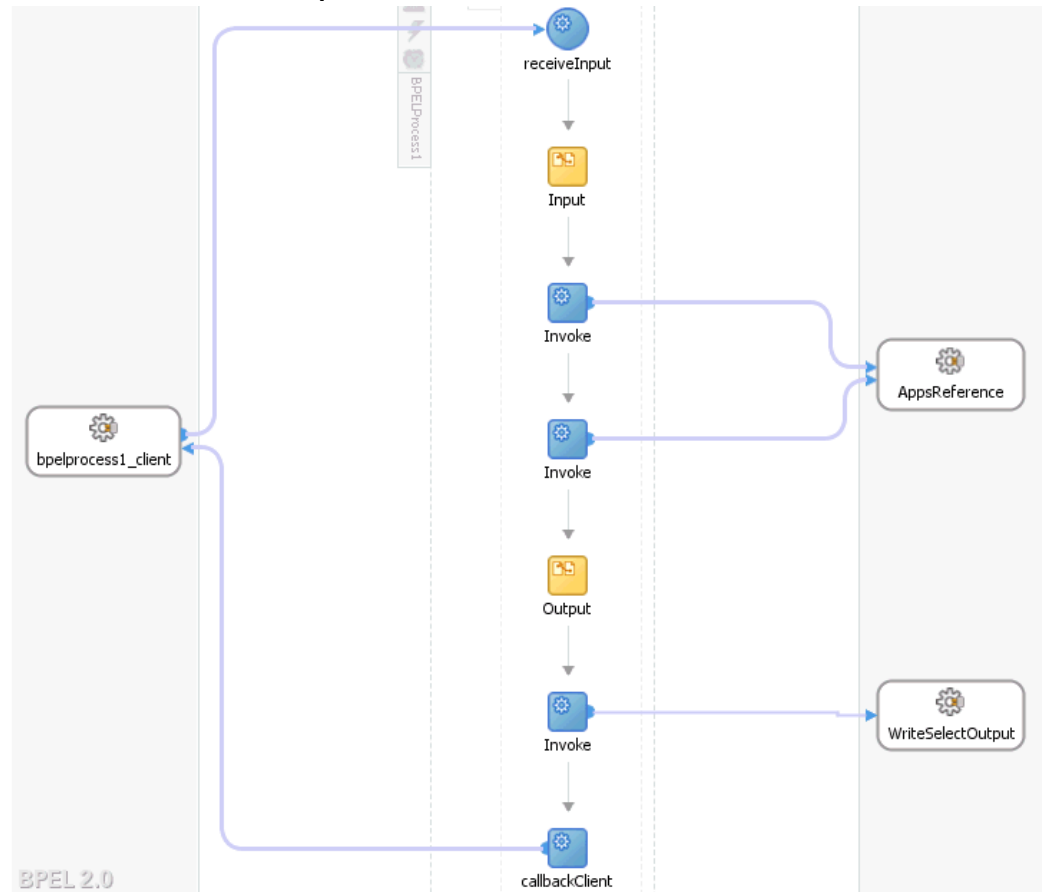 receiveInput
BPELProcess1
Input
Invoke
AppsReference
bpelprocess1_client
Invoke
Output
WriteSelectOutput
Invoke
callbackClient
BPEL 2.0